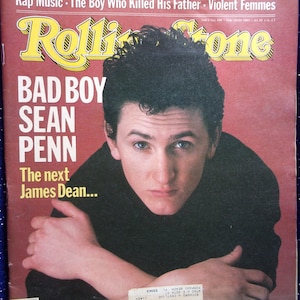 Rap Music · The Boy Who Killed His Father · Violent Femmes
Rolling Stone
BAD BOY
SEAN
PENN
The next
James Dean...